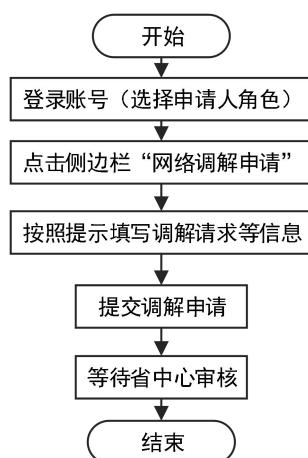 开始
登录账号（选择申请人角色）
点击侧边栏“网络调解申请”
按照提示填写调解请求等信息
提交调解申请
等待省中心审核
结束